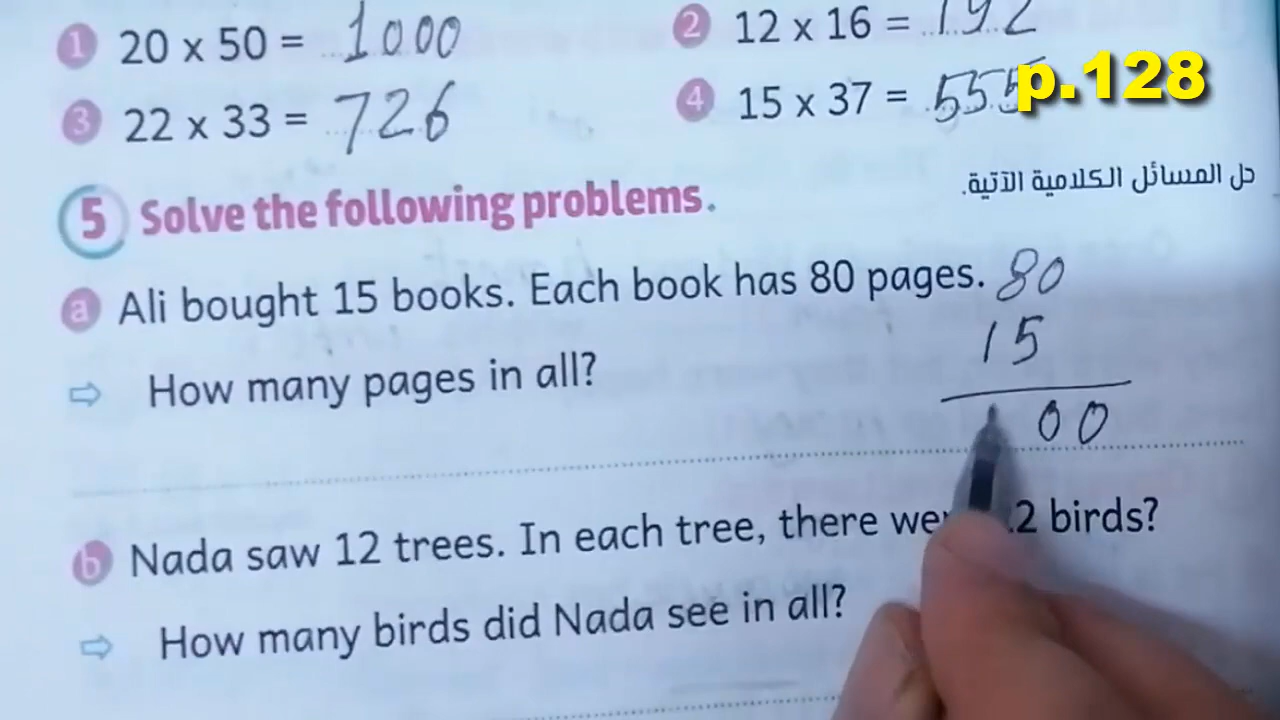 1 20 x 50 = 1000
2 12 x 16 = 192
3 22 x 33 = 726
4 15 x 37 = 555
p.128
5 Solve the following problems.
حل المسائل الكلامية الآتية.
a Ali bought 15 books. Each book has 80 pages.
80
15
00
⇨ How many pages in all?
b Nada saw 12 trees. In each tree, there 2 birds?
⇨ How many birds did Nada see in all?